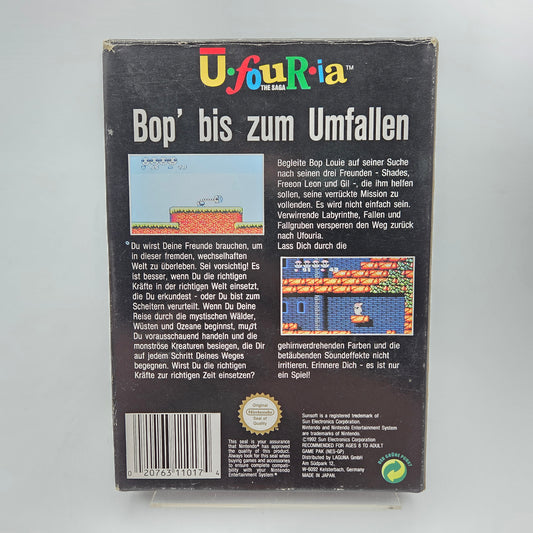 U·four·ia™
THE SAGA
Bop' bis zum Umfallen
Begleite Bop Louie auf seiner Suche
nach seinen drei Freunden - Shades,
Freeon Leon und Gil -, die ihm helfen
sollen, seine verrückte Mission zu
vollenden. Es wird nicht einfach sein.
Verwirrende Labyrinthe, Fallen und
Fallgruben versperren den Weg zurück
nach Ufouria.
Lass Dich durch die
Du wirst Deine Freunde brauchen, um
in dieser fremden, wechselhaften
Welt zu überleben. Sei vorsichtig! Es
ist besser, wenn Du die richtigen
Kräfte in der richtigen Welt einsetzt,
die Du erkundest - oder Du bist zum
Scheitern verurteilt. Wenn Du Deine
Reise durch die mystischen Wälder,
Wüsten und Ozeane beginnst, mußt
Du vorausschauend handeln und die
monströse Kreaturen besiegen, die Dir
auf jedem Schritt Deines Weges
begegnen. Wirst Du die richtigen
Kräfte zur richtigen Zeit einsetzen?
gehirnverdrehenden Farben und die
betäubenden Soundeffekte nicht
irritieren. Erinnere Dich - es ist nur
ein Spiel!
Original
Nintendo
Seal of
Quality
This seal is your assurance
that Nintendo has approved
the quality of this product.
Always look for this seal when
buying games and accessories
to ensure complete compati-
bility with your Nintendo
Entertainment System.
Sunsoft is a registered trademark of
Sun Electronics Corporation.
Nintendo and Nintendo Entertainment System
are trademarks of Nintendo.
©1992 Sun Electronics Corporation
RECOMMENDED FOR AGES 8 TO ADULT
GAME PAK (NES-GP)
Distributed by LAGUNA GmbH
Am Südpark 12,
W-6092 Kelsterbach, Germany
MADE IN JAPAN.
0 20763 11017 4